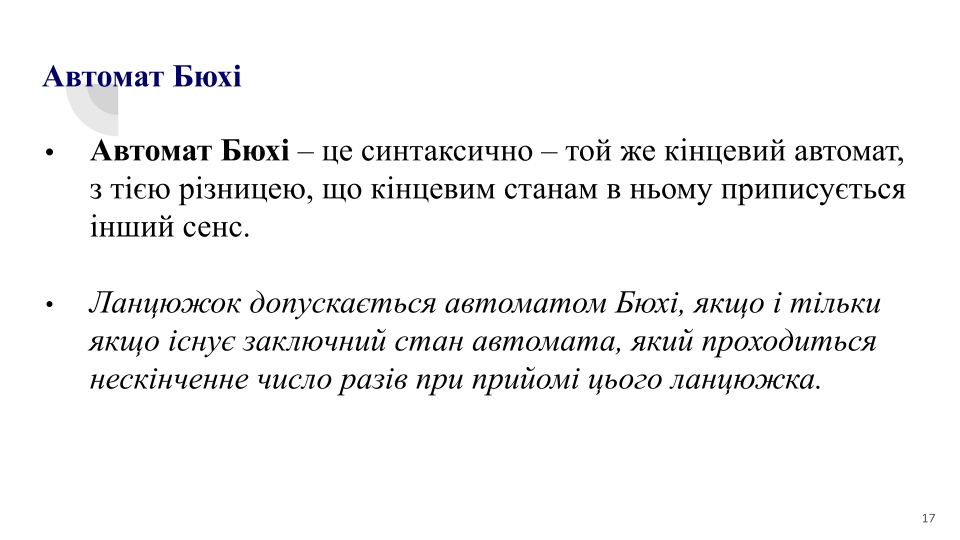 Автомат Бюхі
• Автомат Бюхі – це синтаксично – той же кінцевий автомат,
з тією різницею, що кінцевим станам в ньому приписується
інший сенс.
• Ланцюжок допускається автоматом Бюхі, якщо і тільки
якщо існує заключний стан автомата, який проходиться
нескінченне число разів при прийомі цього ланцюжка.
17